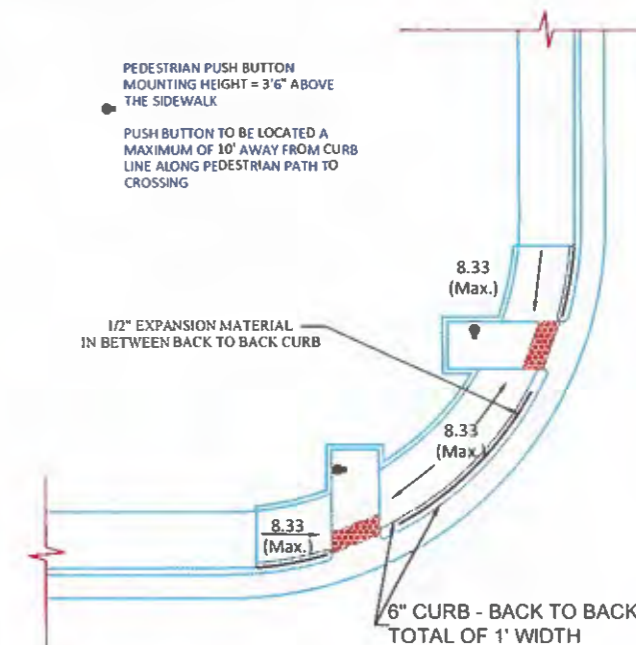 PEDESTRIAN PUSH BUTTON
MOUNTING HEIGHT = 3'6" ABOVE
THE SIDEWALK
PUSH BUTTON TO BE LOCATED A
MAXIMUM OF 10' AWAY FROM CURB
LINE ALONG PEDESTRIAN PATH TO
CROSSING
8.33
(Max.)
1/2" EXPANSION MATERIAL
IN BETWEEN BACK TO BACK CURB
8.33
(Max.)
8.33
(Max.)
6" CURB - BACK TO BACK
TOTAL OF 1' WIDTH